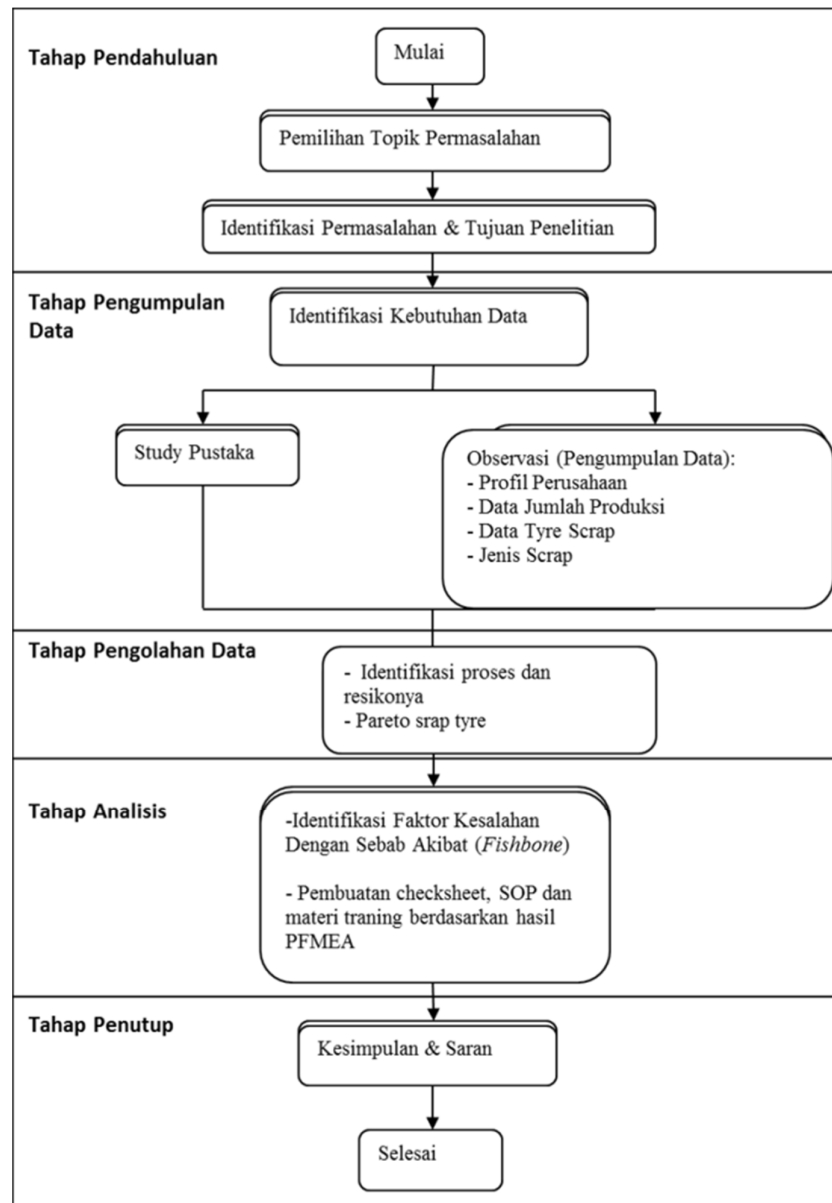 Tahap Pendahuluan
Mulai
Pemilihan Topik Permasalahan
Identifikasi Permasalahan & Tujuan Penelitian
Tahap Pengumpulan
Data
Identifikasi Kebutuhan Data
Study Pustaka
Observasi (Pengumpulan Data):
- Profil Perusahaan
- Data Jumlah Produksi
- Data Tyre Scrap
- Jenis Scrap
Tahap Pengolahan Data
- Identifikasi proses dan
resikonya
- Pareto srap tyre
Tahap Analisis
-Identifikasi Faktor Kesalahan
Dengan Sebab Akibat (Fishbone)
- Pembuatan checksheet, SOP dan
materi traning berdasarkan hasil
PFMEA
Tahap Penutup
Kesimpulan & Saran
Selesai